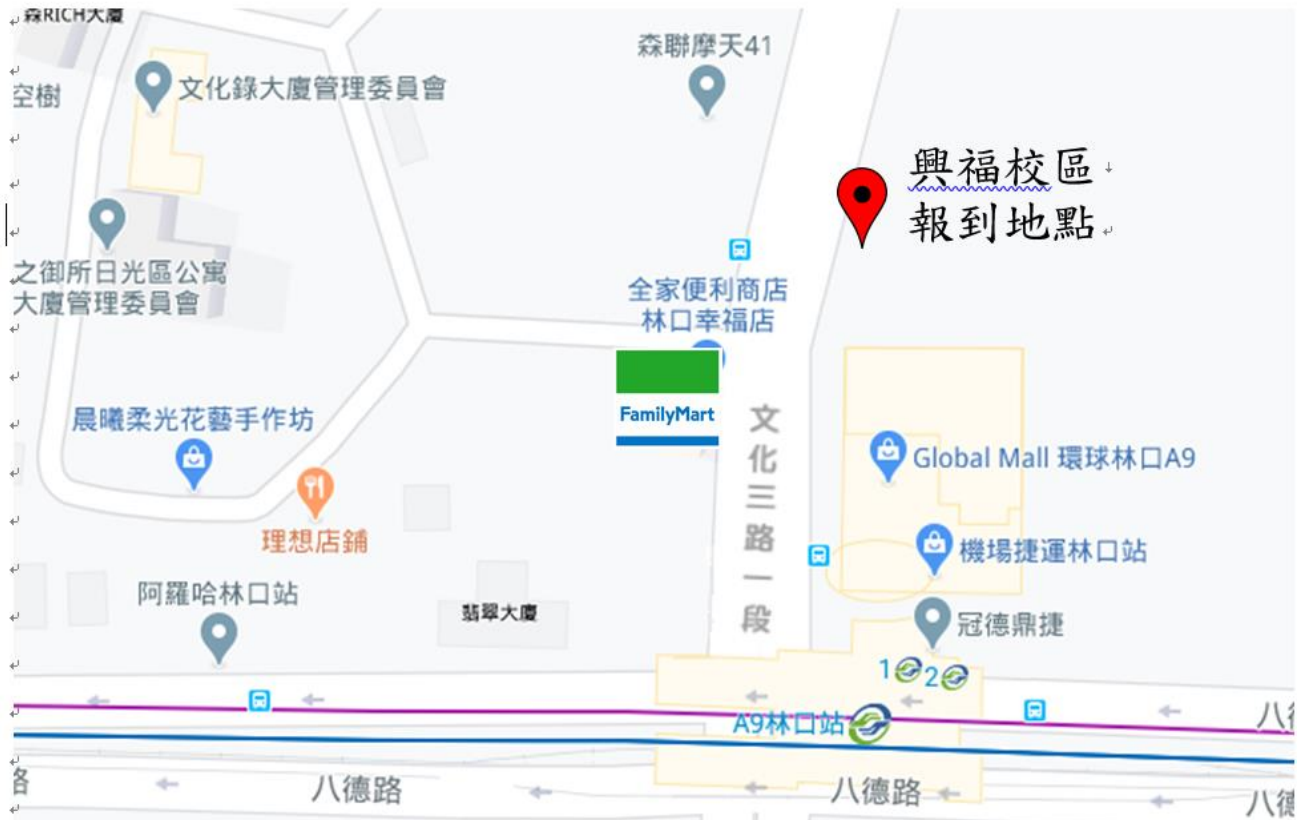 森RICH大廈
空樹
文化錄大廈管理委員會
森聯摩天41
興福校區
報到地點
之御所日光區公寓
大廈管理委員會
全家便利商店
林口幸福店
FamilyMart
文化三路一段
晨曦柔光花藝手作坊
Global Mall 環球林口A9
理想店鋪
機場捷運林口站
阿羅哈林口站
翡翠大廈
冠德鼎捷
1
2
A9林口站
八德路
八德路